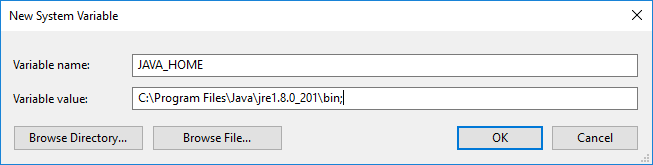 New System Variable
Variable name: JAVA_HOME
Variable value: C:\Program Files\Java\jre1.8.0_201\bin;
Browse Directory... Browse File... OK Cancel